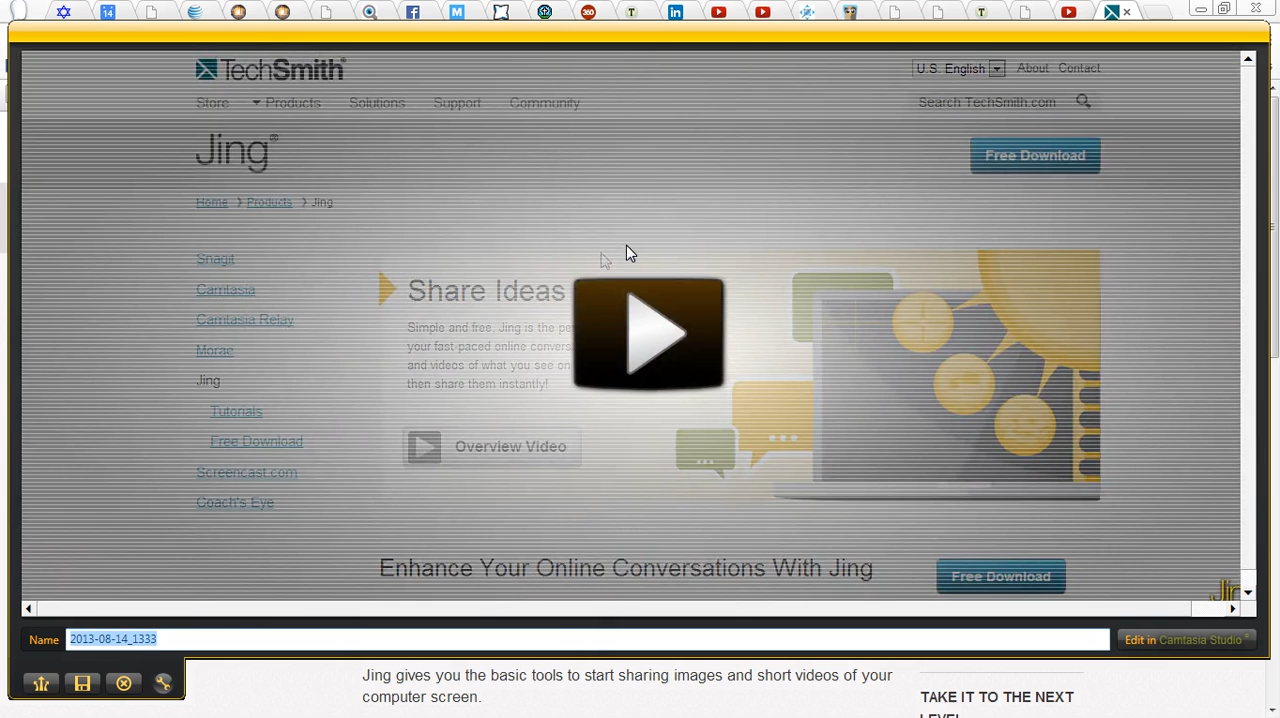 14
360
T
T
TechSmith®
U.S. English
About Contact
Store Products Solutions Support Community
Search TechSmith.com
Jing®
Free Download
Home Products Jing
Snagit
Camtasia
Camtasia Relay
Morae
Jing
Tutorials
Free Download
Screencast.com
Coach's Eye
Share Ideas
Simple and free, Jing is the
your fast-paced online
and videos of what you see on
then share them instantly!
Overview Video
Enhance Your Online Conversations With Jing
Free Download
Name 2013-08-14_1333
Edit in Camtasia Studio®
Jing gives you the basic tools to start sharing images and short videos of your
computer screen.
TAKE IT TO THE NEXT
LEVEL